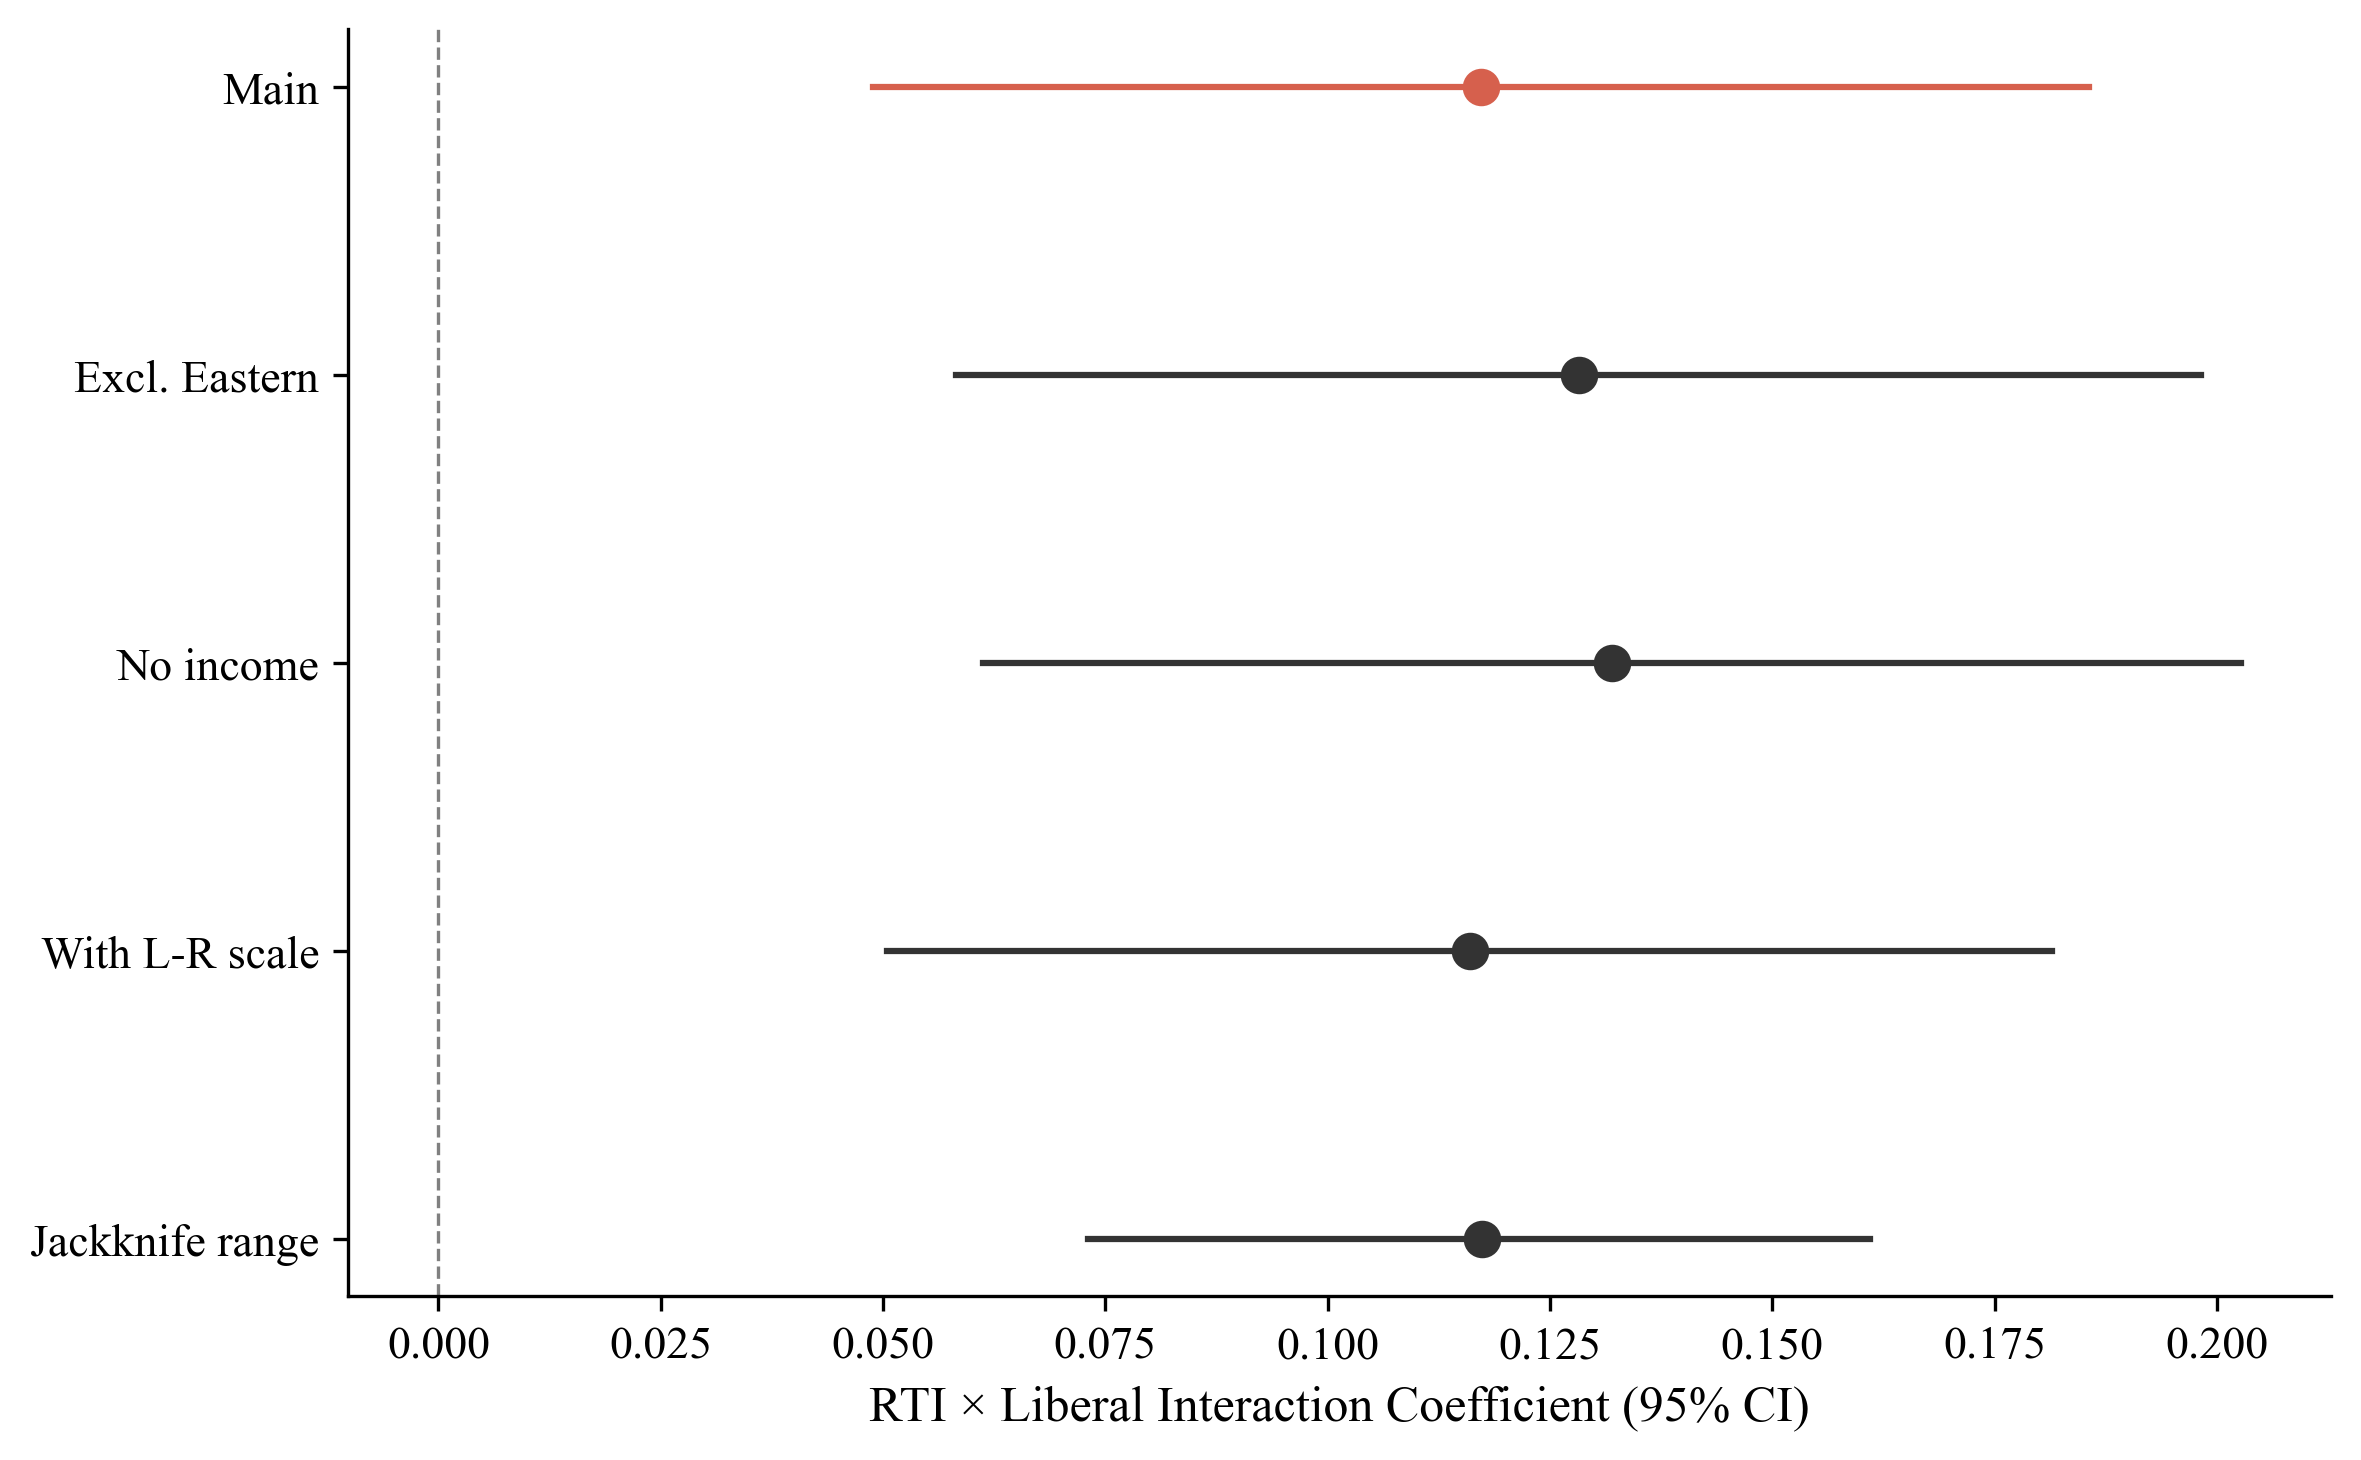 Main
Excl. Eastern
No income
With L-R scale
Jackknife range
0.000 0.025 0.050 0.075 0.100 0.125 0.150 0.175 0.200
RTI × Liberal Interaction Coefficient (95% CI)